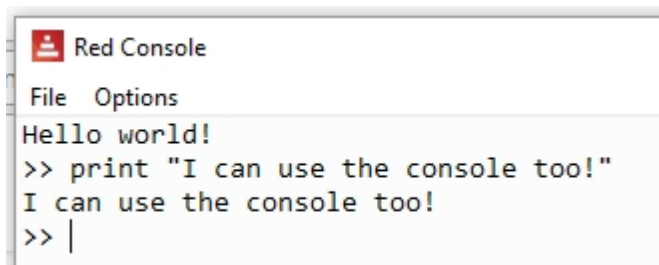 Red Console
File Options
Hello world!
>> print "I can use the console too!"
I can use the console too!
>>